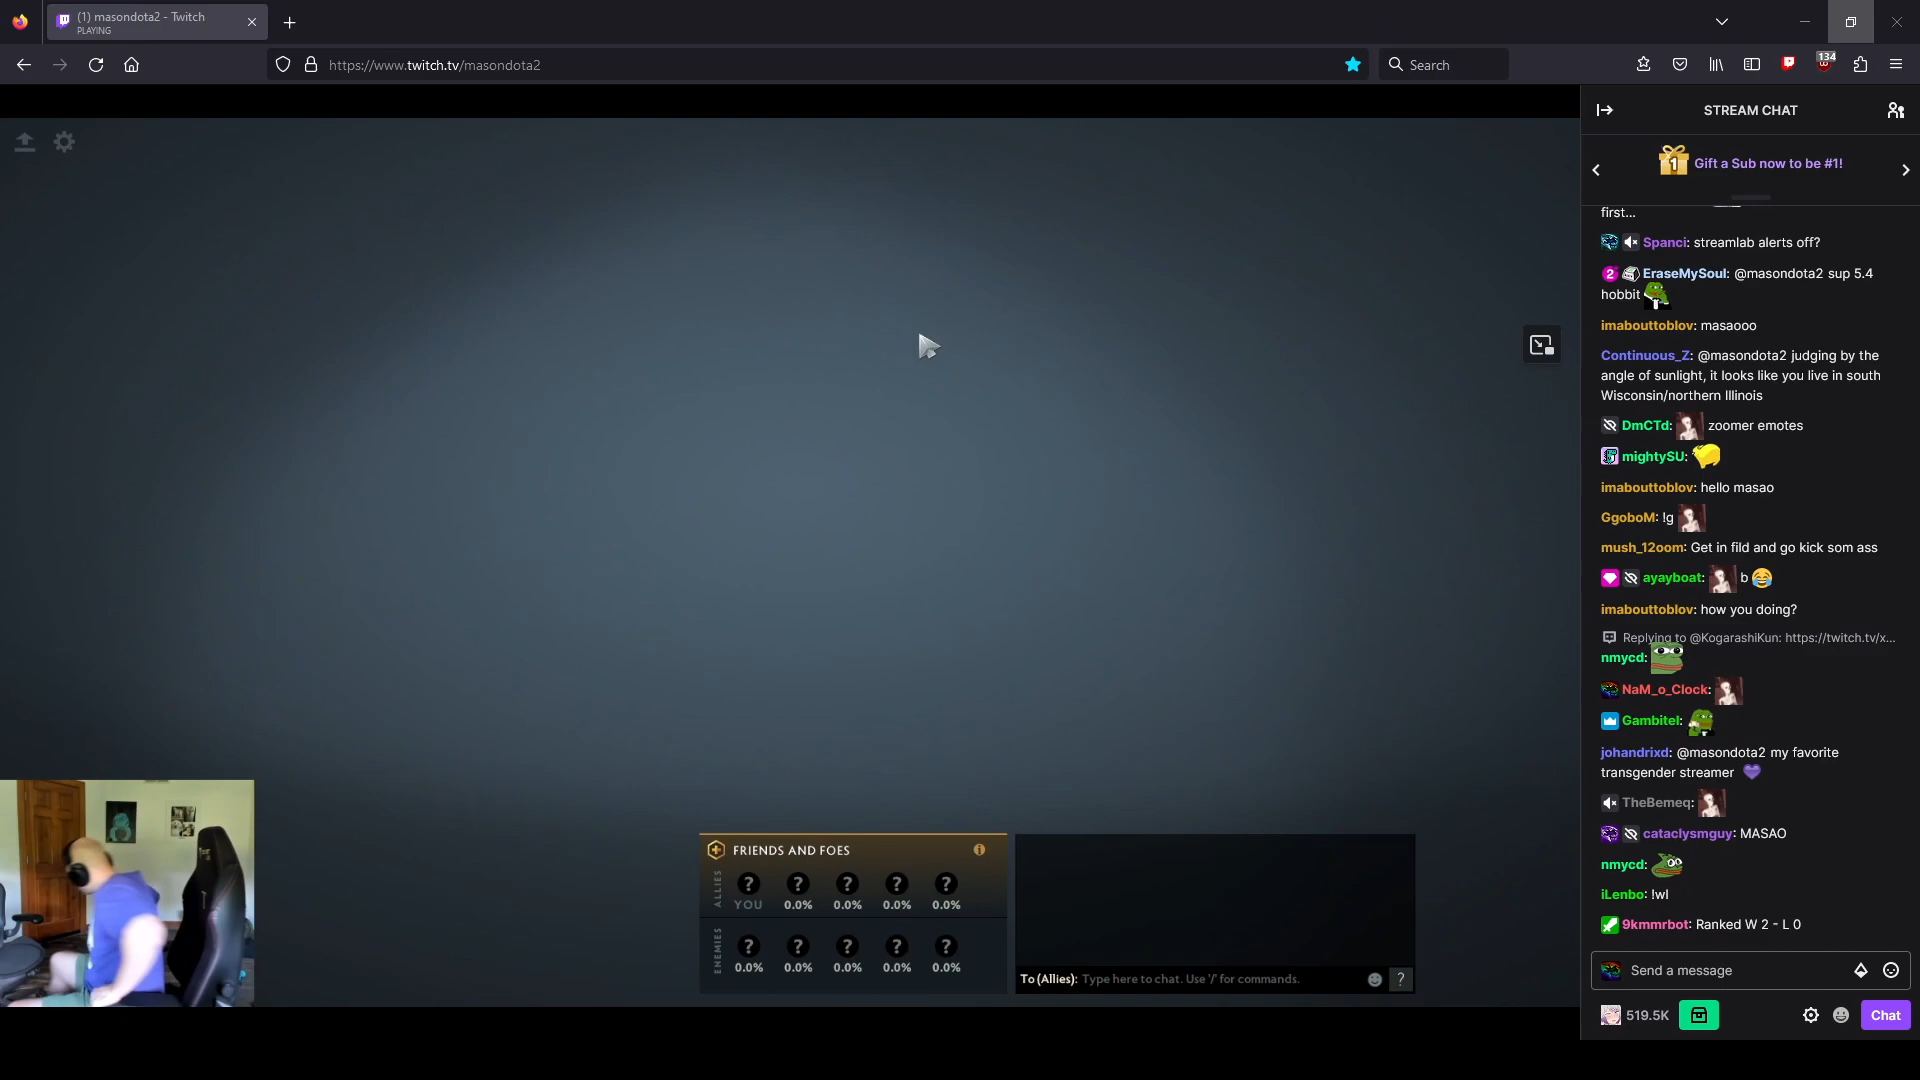 (1) masondota2 - Twitch
PLAYING
https://www.twitch.tv/masondota2
Search
134
STREAM CHAT
1
Gift a Sub now to be #1!
first...
Spanci: streamlab alerts off?
2 EraseMySoul: @masondota2 sup 5.4
hobbit
imabouttoblov: masaooo
Continuous_Z: @masondota2 judging by the
angle of sunlight, it looks like you live in south
Wisconsin/northern Illinois
DmCTd: zoomer emotes
mightySU:
imabouttoblov: hello masao
GgoboM: !g
mush_12oom: Get in fild and go kick som ass
ayayboat: b
imabouttoblov: how you doing?
Replying to @KogarashiKun: https://twitch.tv/x...
nmycd:
NaM_o_Clock:
Gambitel:
johandrixd: @masondota2 my favorite
transgender streamer
TheBemeq:
cataclysmguy: MASAO
nmycd:
iLenbo: !wl
9kmmrbot: Ranked W 2 - L 0
Send a message
519.5K
Chat
FRIENDS AND FOES
ALLIES
? ? ? ? ?
YOU 0.0% 0.0% 0.0% 0.0%
ENEMIES
? ? ? ? ?
0.0% 0.0% 0.0% 0.0% 0.0%
To (Allies): Type here to chat. Use '/' for commands.
?